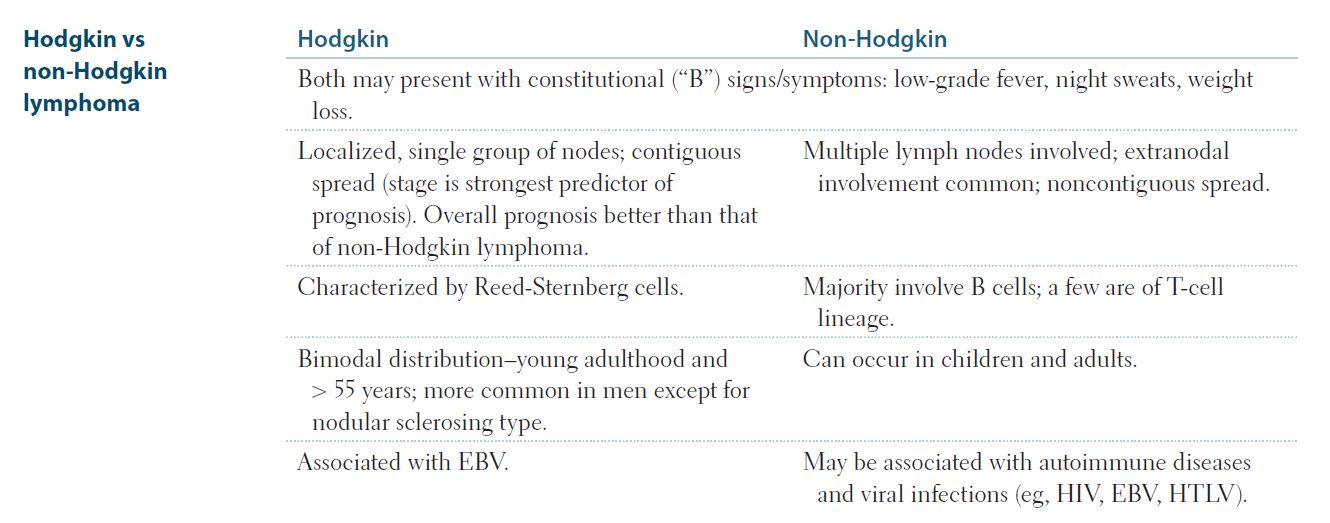 Hodgkin vs
non-Hodgkin
lymphoma
Hodgkin
Non-Hodgkin
Both may present with constitutional (“B”) signs/symptoms: low-grade fever, night sweats, weight
loss.
Localized, single group of nodes; contiguous
spread (stage is strongest predictor of
prognosis). Overall prognosis better than that
of non-Hodgkin lymphoma.
Multiple lymph nodes involved; extranodal
involvement common; noncontiguous spread.
Characterized by Reed-Sternberg cells.
Majority involve B cells; a few are of T-cell
lineage.
Bimodal distribution–young adulthood and
> 55 years; more common in men except for
nodular sclerosing type.
Can occur in children and adults.
Associated with EBV.
May be associated with autoimmune diseases
and viral infections (eg, HIV, EBV, HTLV).